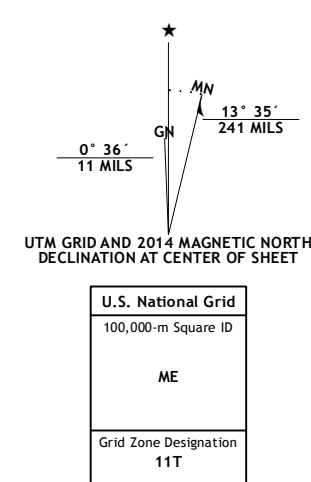 ★
MN
GN
13° 35´
241 MILS
0° 36´
11 MILS
UTM GRID AND 2014 MAGNETIC NORTH
DECLINATION AT CENTER OF SHEET
U.S. National Grid
100,000-m Square ID
ME
Grid Zone Designation
11T